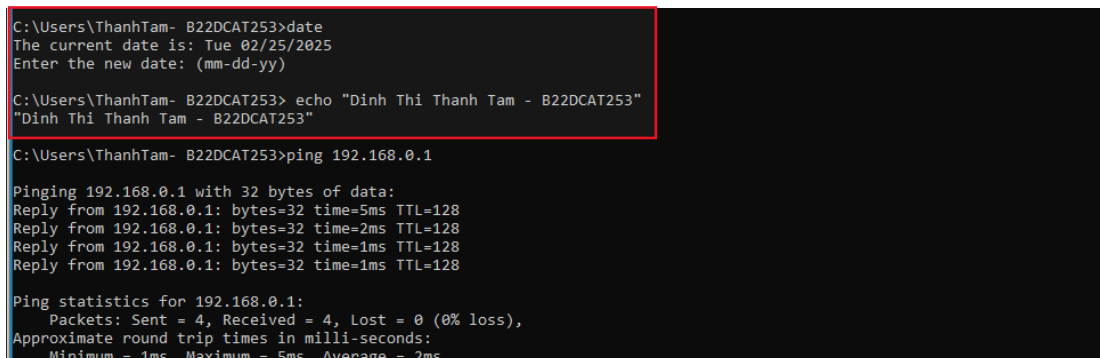 C:\Users\ThanhTam- B22DCAT253>date
The current date is: Tue 02/25/2025
Enter the new date: (mm-dd-yy)
C:\Users\ThanhTam- B22DCAT253> echo "Dinh Thi Thanh Tam - B22DCAT253"
"Dinh Thi Thanh Tam - B22DCAT253"
C:\Users\ThanhTam- B22DCAT253>ping 192.168.0.1
Pinging 192.168.0.1 with 32 bytes of data:
Reply from 192.168.0.1: bytes=32 time=5ms TTL=128
Reply from 192.168.0.1: bytes=32 time=2ms TTL=128
Reply from 192.168.0.1: bytes=32 time=1ms TTL=128
Reply from 192.168.0.1: bytes=32 time=1ms TTL=128
Ping statistics for 192.168.0.1:
Packets: Sent = 4, Received = 4, Lost = 0 (0% loss),
Approximate round trip times in milli-seconds:
Minimum = 1ms, Maximum = 5ms, Average = 2ms